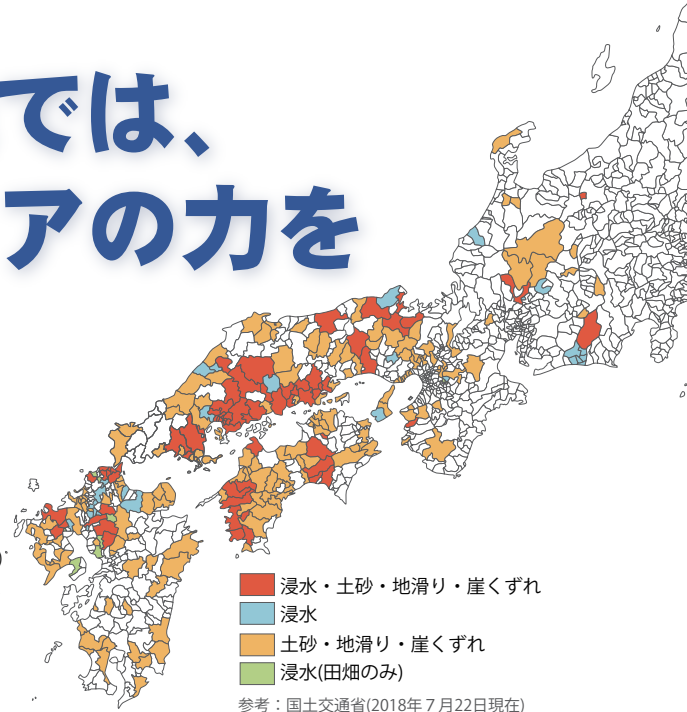 では、
アの力を
浸水・土砂・地滑り・崖くずれ
浸水
土砂・地滑り・崖くずれ
浸水(田畑のみ)
参考：国土交通省(2018年７月22日現在)